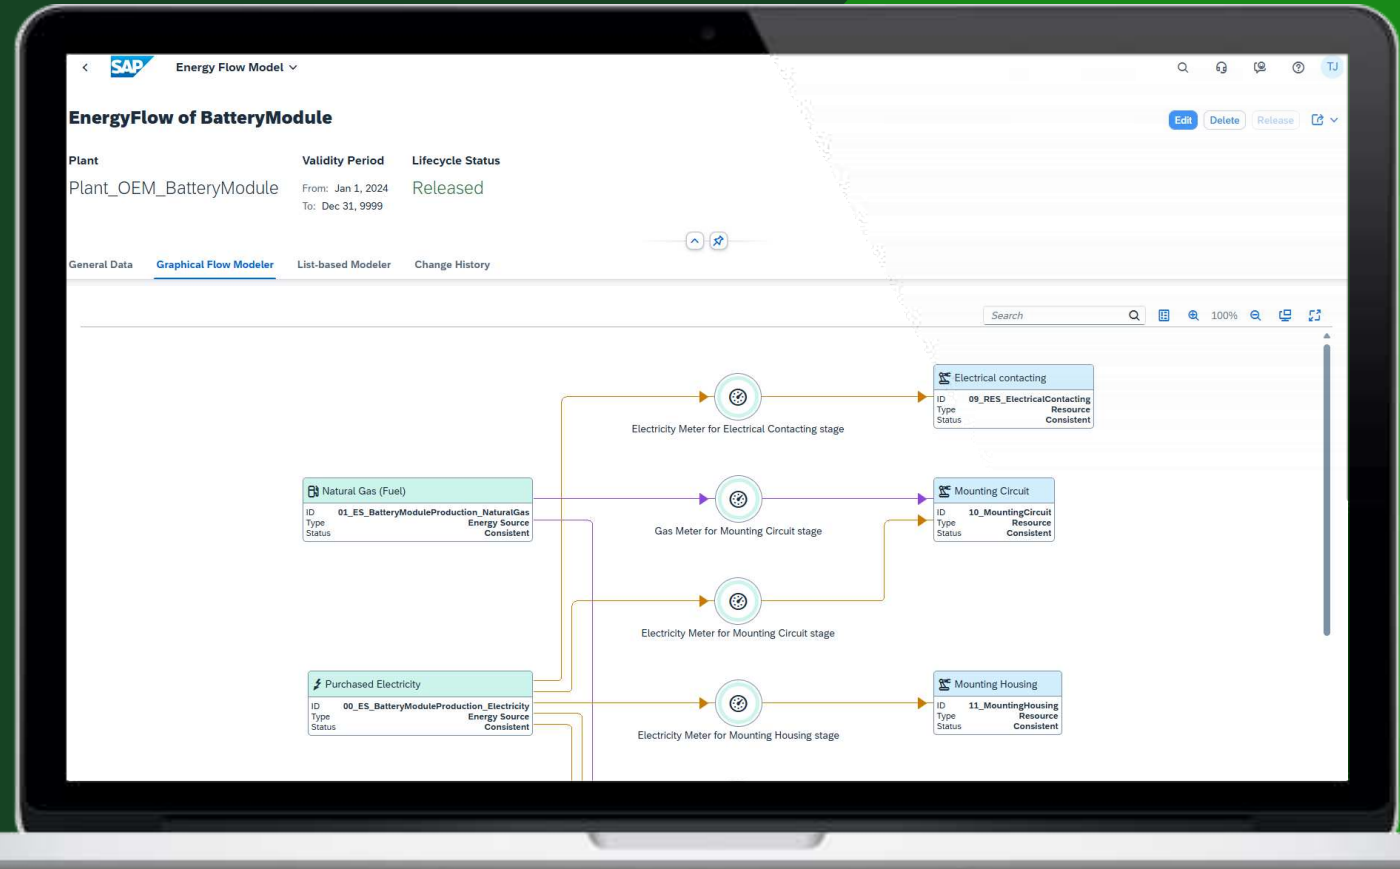 SAP Energy Flow Model
TJ
EnergyFlow of BatteryModule
Edit Delete Release
Plant
Plant_OEM_BatteryModule
Validity Period
From: Jan 1, 2024
To: Dec 31, 9999
Lifecycle Status
Released
General Data Graphical Flow Modeler List-based Modeler Change History
Search
100%
Electricity Meter for Electrical Contacting stage
Electrical contacting
ID 09_RES_ElectricalContacting
Type Resource
Status Consistent
Natural Gas (Fuel)
ID 01_ES_BatteryModuleProduction_NaturalGas
Type Energy Source
Status Consistent
Gas Meter for Mounting Circuit stage
Mounting Circuit
ID 10_MountingCircuit
Type Resource
Status Consistent
Electricity Meter for Mounting Circuit stage
Purchased Electricity
ID 00_ES_BatteryModuleProduction_Electricity
Type Energy Source
Status Consistent
Electricity Meter for Mounting Housing stage
Mounting Housing
ID 11_MountingHousing
Type Resource
Status Consistent